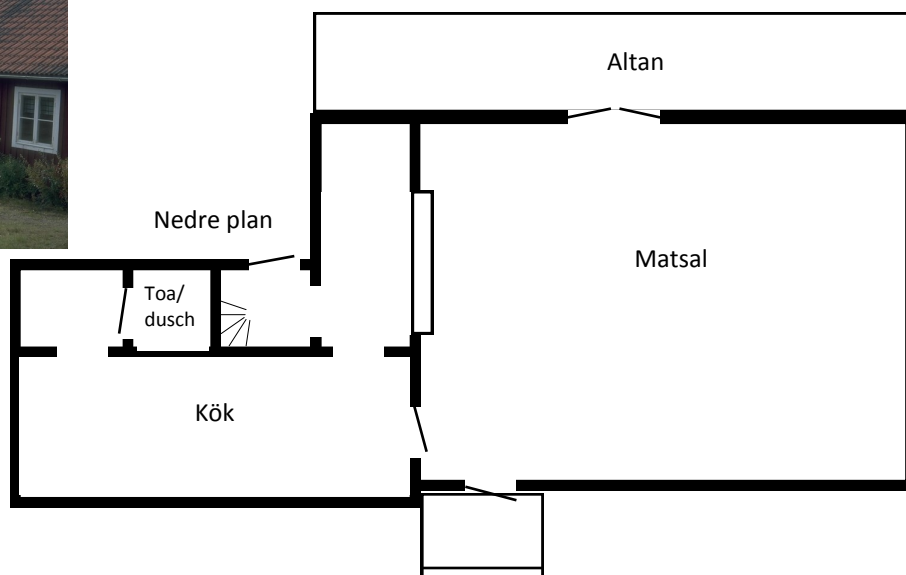 Altan
Nedre plan
Matsal
Toa/
dusch
Kök